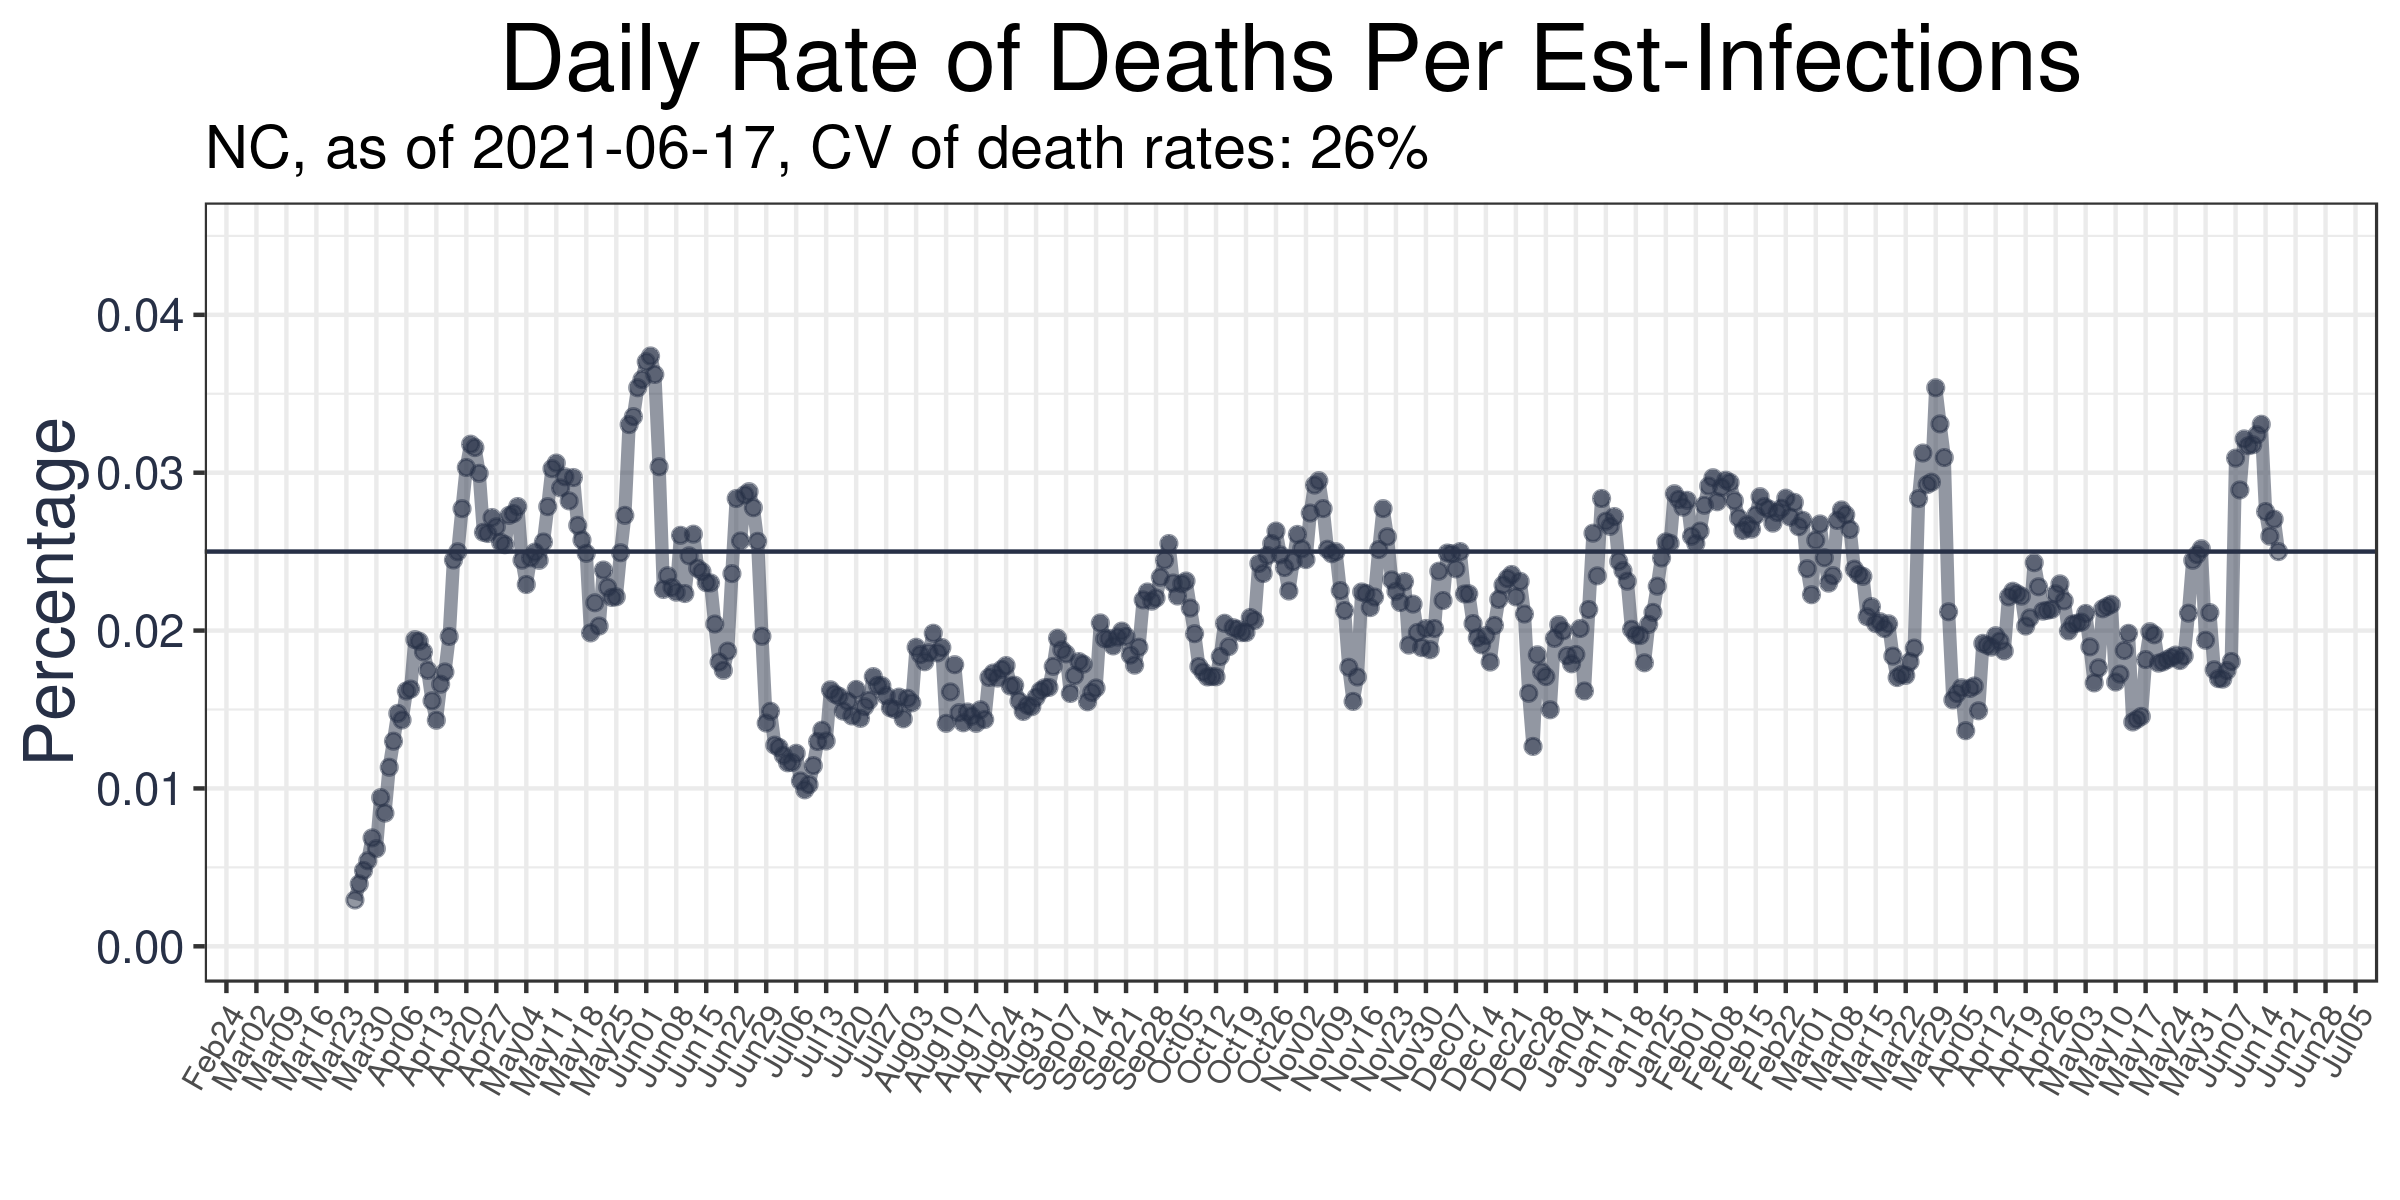 Daily Rate of Deaths Per Est-Infections
NC, as of 2021-06-17, CV of death rates: 26%
Percentage
0.04
0.03
0.02
0.01
0.00
Feb24
Mar02
Mar09
Mar16
Mar23
Mar30
Apr06
Apr13
Apr20
Apr27
May04
May11
May18
May25
Jun01
Jun08
Jun15
Jun22
Jun29
Jul06
Jul13
Jul20
Jul27
Aug03
Aug10
Aug17
Aug24
Aug31
Sep07
Sep14
Sep21
Sep28
Oct05
Oct12
Oct19
Oct26
Nov02
Nov09
Nov16
Nov23
Nov30
Dec07
Dec14
Dec21
Dec28
Jan04
Jan11
Jan18
Jan25
Feb01
Feb08
Feb15
Feb22
Mar01
Mar08
Mar15
Mar22
Mar29
Apr05
Apr12
Apr19
Apr26
May03
May10
May17
May24
May31
Jun07
Jun14
Jun21
Jun28
Jul05